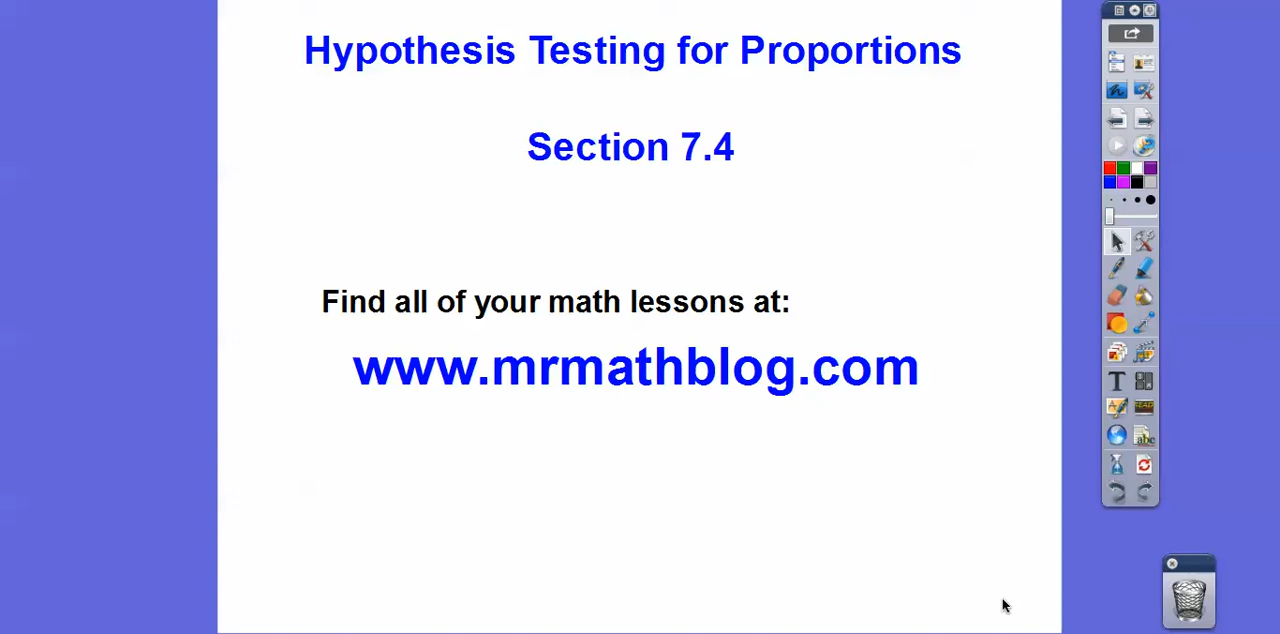 Hypothesis Testing for Proportions
Section 7.4
Find all of your math lessons at:
www.mrmathblog.com